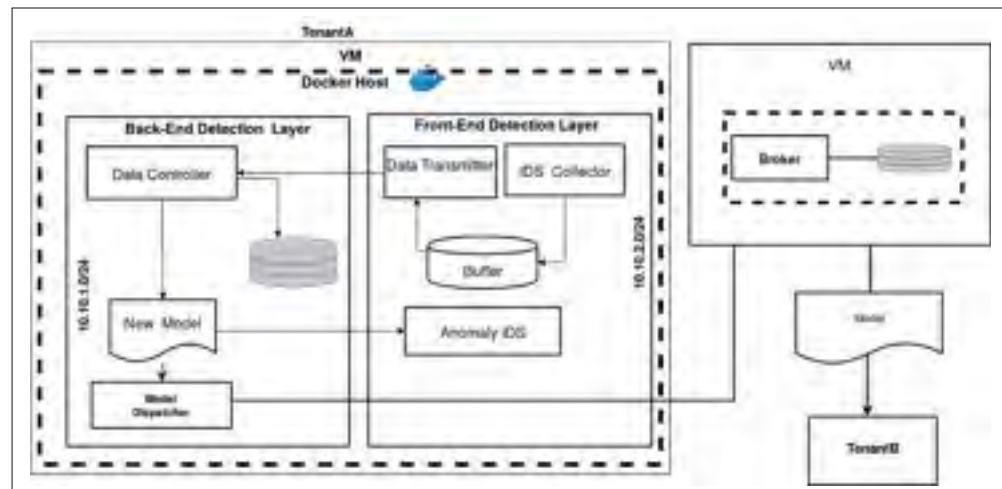 TenantA
VM
Docker Host
Back-End Detection Layer
Data Controller
10.10.1.0/24
New Model
Model
Dispatcher
Front-End Detection Layer
Data Transmitter
IDS Collector
Buffer
10.10.2.0/24
Anomaly IDS
VM
Broker
Model
TenantB